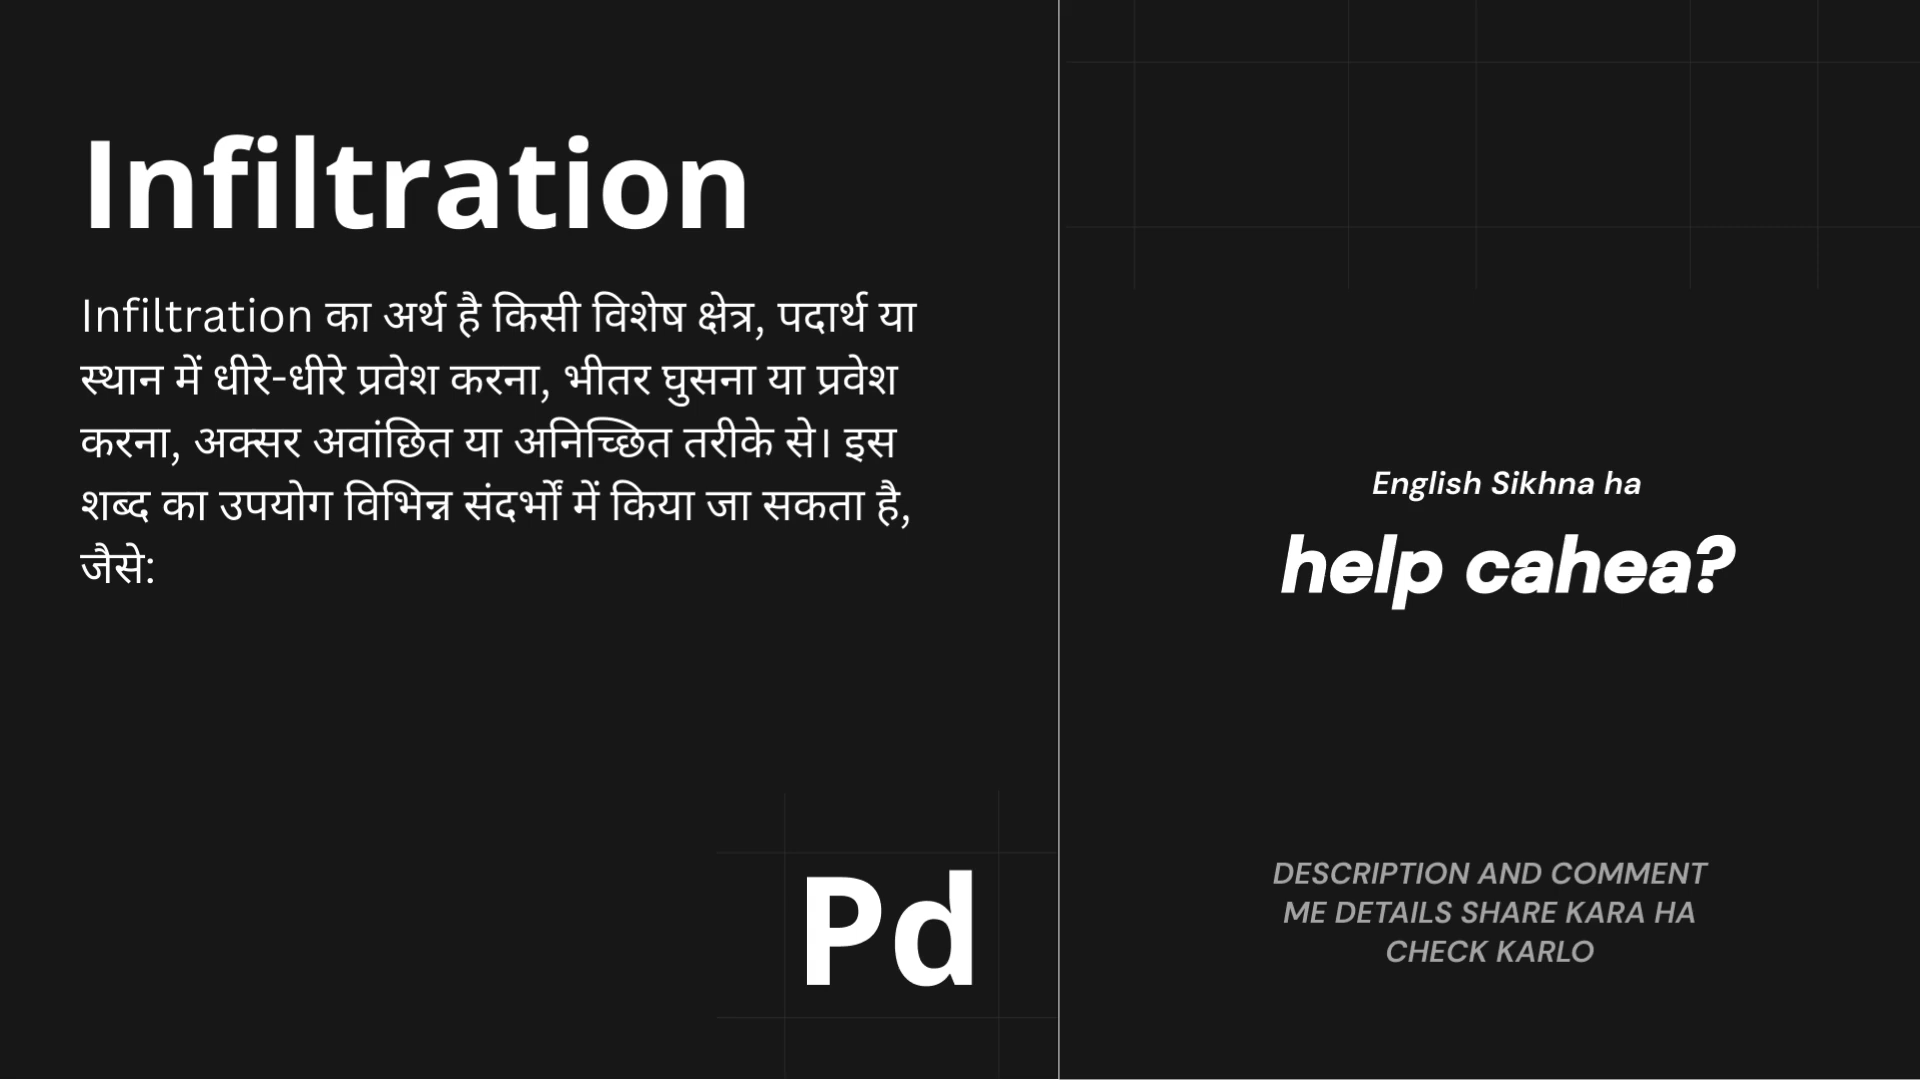 Infiltration
Infiltration का अर्थ है किसी विशेष क्षेत्र, पदार्थ या
स्थान में धीरे-धीरे प्रवेश करना, भीतर घुसना या प्रवेश
करना, अक्सर अवांछित या अनिच्छित तरीके से। इस
शब्द का उपयोग विभिन्न संदर्भों में किया जा सकता है,
जैसे:
Pd
English Sikhna ha
help cahea?
DESCRIPTION AND COMMENT
ME DETAILS SHARE KARA HA
CHECK KARLO